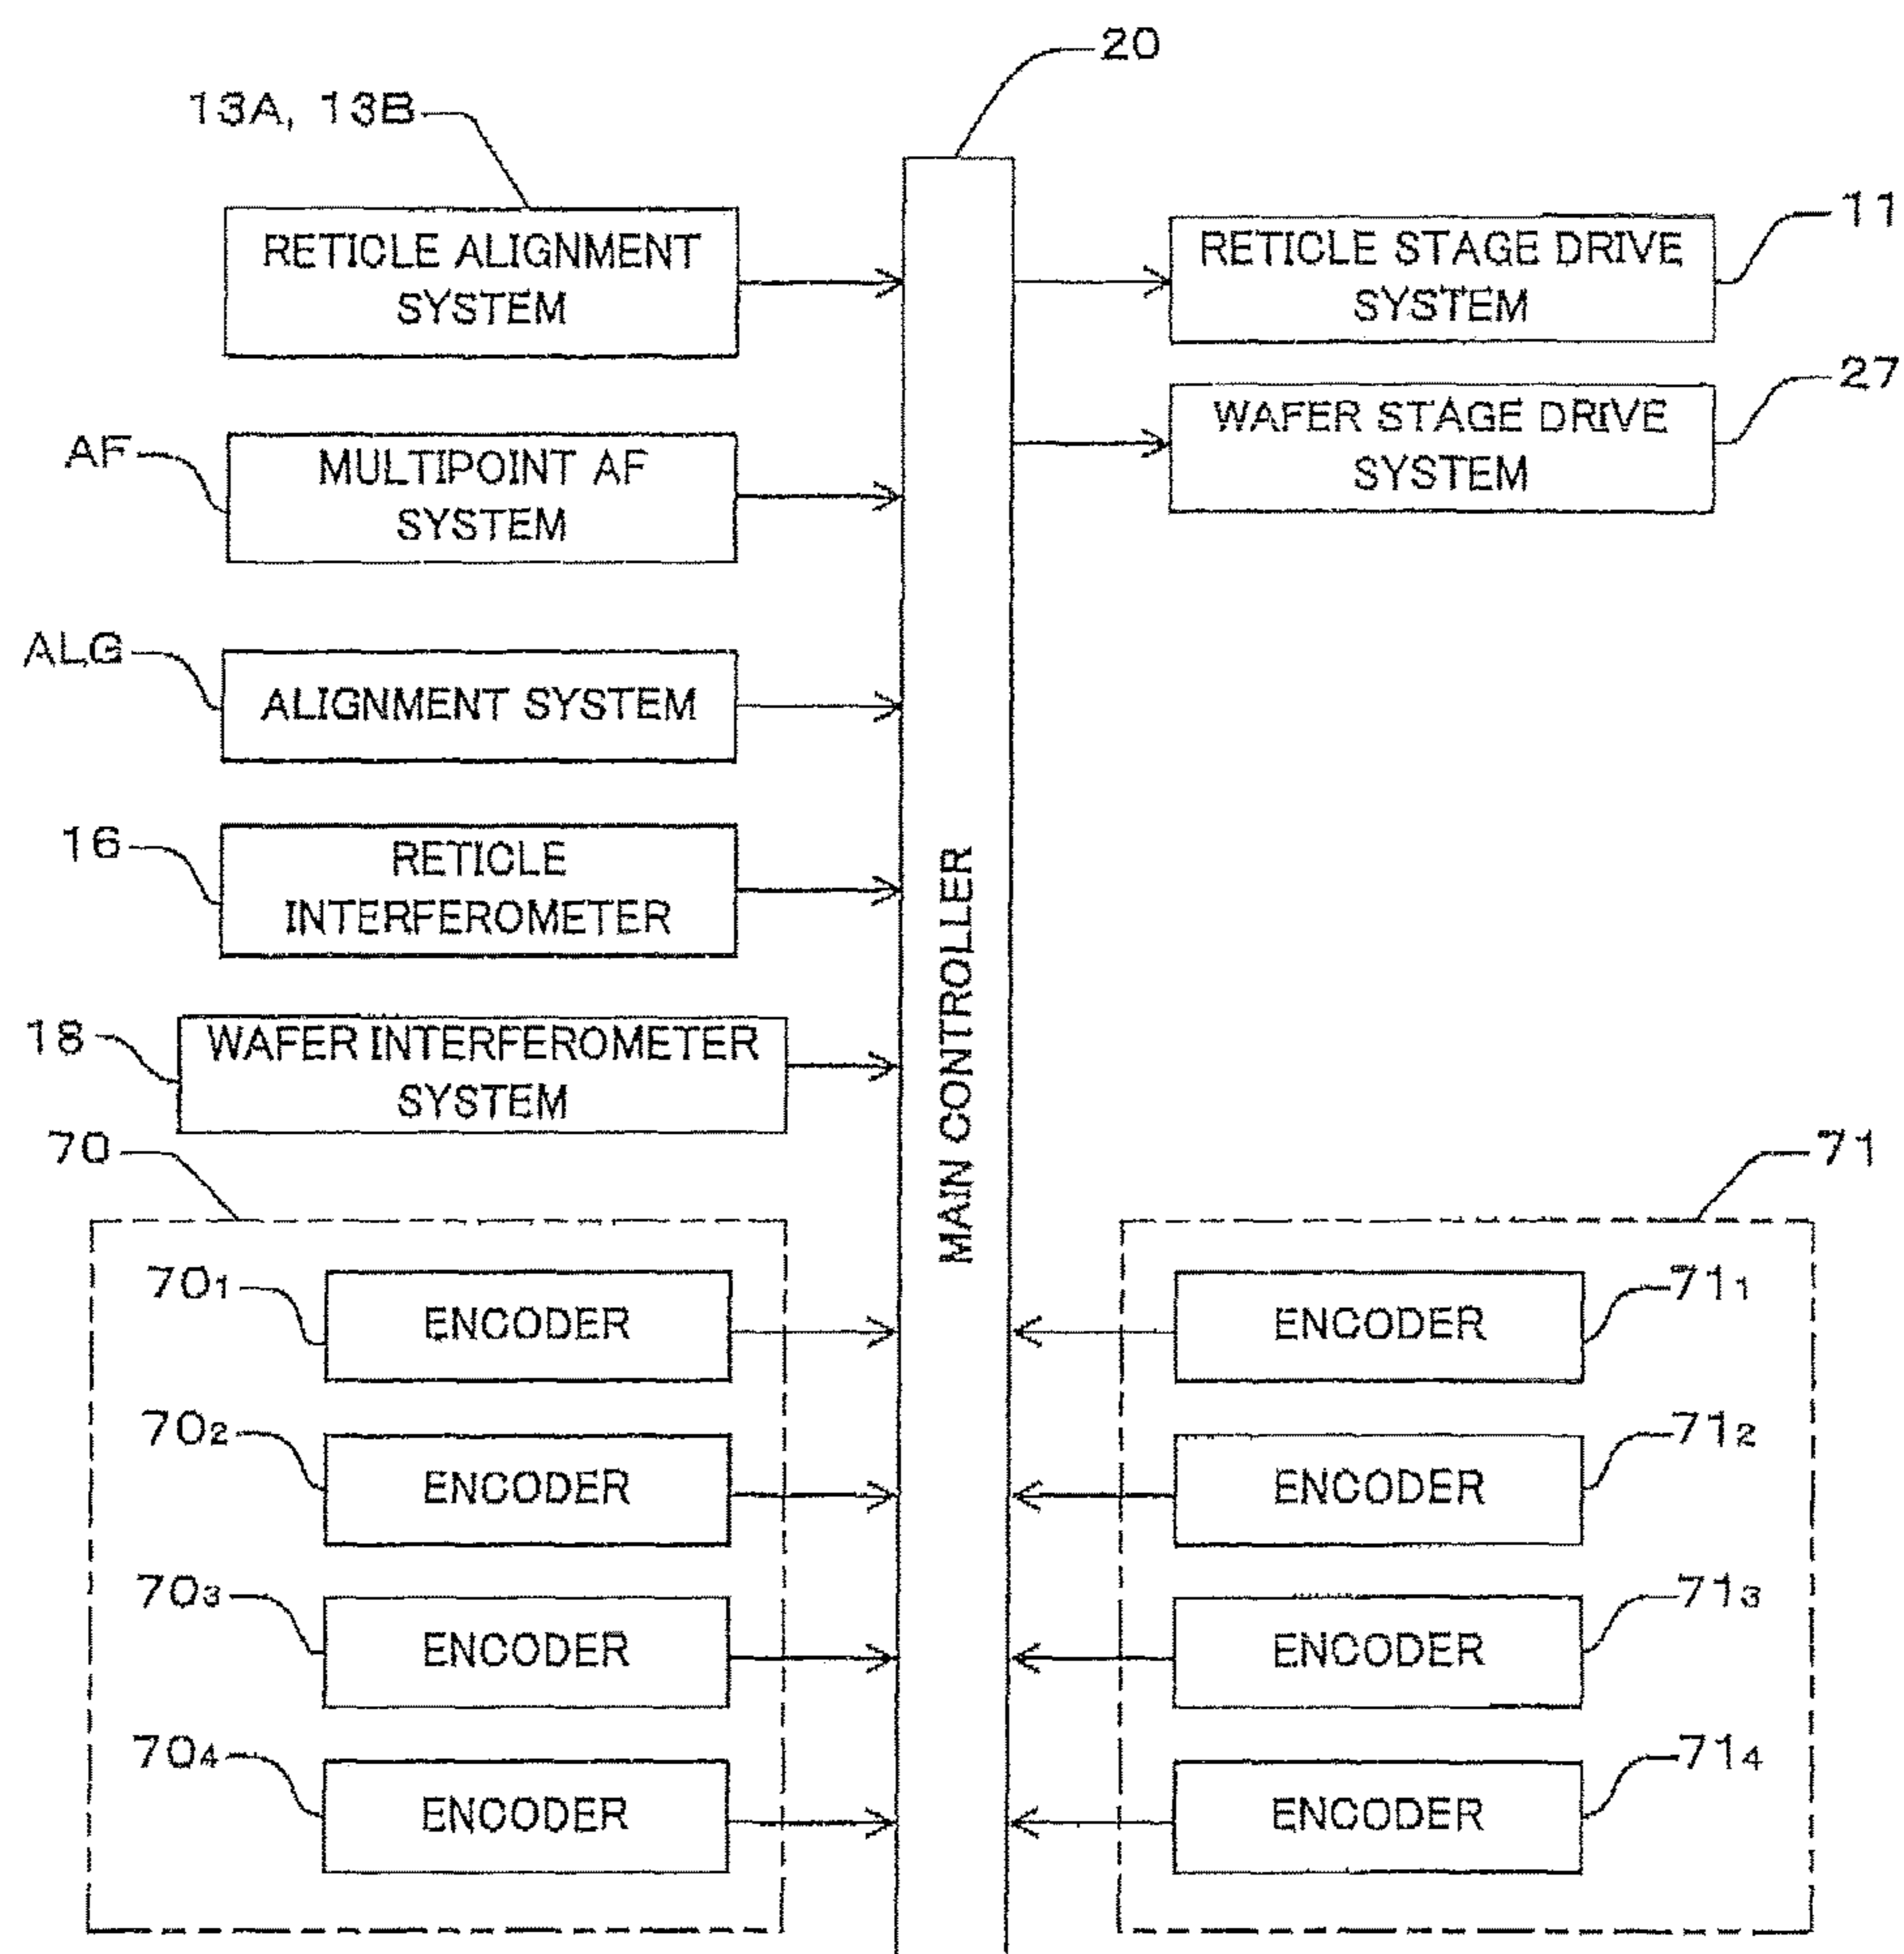 20
13A, 13B
RETICLE ALIGNMENT
SYSTEM
RETICLE STAGE DRIVE
SYSTEM
11
AF
MULTIPOINT AF
SYSTEM
WAFER STAGE DRIVE
SYSTEM
27
ALG
ALIGNMENT SYSTEM
16
RETICLE
INTERFEROMETER
18
WAFER INTERFEROMETER
SYSTEM
MAIN CONTROLLER
70
71
70₁
ENCODER
ENCODER
71₁
70₂
ENCODER
ENCODER
71₂
70₃
ENCODER
ENCODER
71₃
70₄
ENCODER
ENCODER
71₄